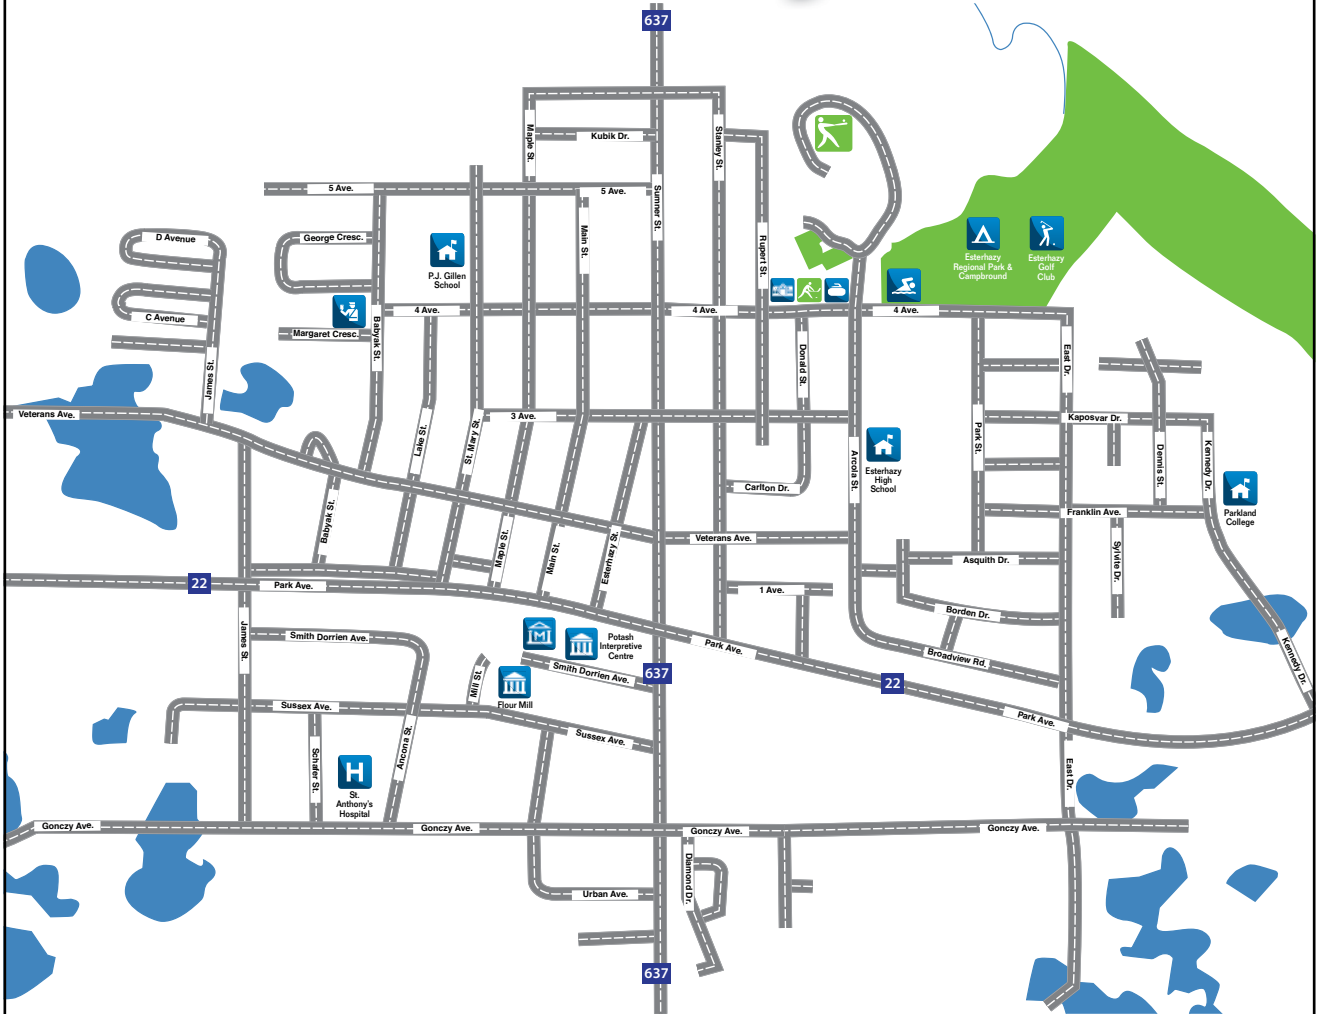 637
Maple St.
Kubik Dr.
Stanley St.
5 Ave.
5 Ave.
Sumner St.
D Avenue
George Cresc.
Main St.
Rupert St.
P.J. Gillen
School
Esterhazy
Regional Park &
Campbround
Esterhazy
Golf
Club
C Avenue
4 Ave.
4 Ave.
4 Ave.
Margaret Cresc.
Babyak St.
Donald St.
East Dr.
James St.
Veterans Ave.
3 Ave.
Kaposvar Dr.
Lake St.
St. Mary St.
Park St.
Arcola St.
Esterhazy
High
School
Dennis St.
Kennedy Dr.
Carlton Dr.
Parkland
College
Franklin Ave.
Babyak St.
Maple St.
Main St.
Esterhazy St.
Veterans Ave.
Asquith Dr.
Sylvite Dr.
22
Park Ave.
1 Ave.
Borden Dr.
James St.
Smith Dorrien Ave.
M
Potash
Interpretive
Centre
Park Ave.
Broadview Rd.
Kennedy Dr.
Smith Dorrien Ave.
637
22
Mill St.
Flour Mill
Sussex Ave.
Park Ave.
Sussex Ave.
Schafer St.
Ancona St.
H
St.
Anthony's
Hospital
East Dr.
Gonczy Ave.
Gonczy Ave.
Gonczy Ave.
Gonczy Ave.
Diamond Dr.
Urban Ave.
637